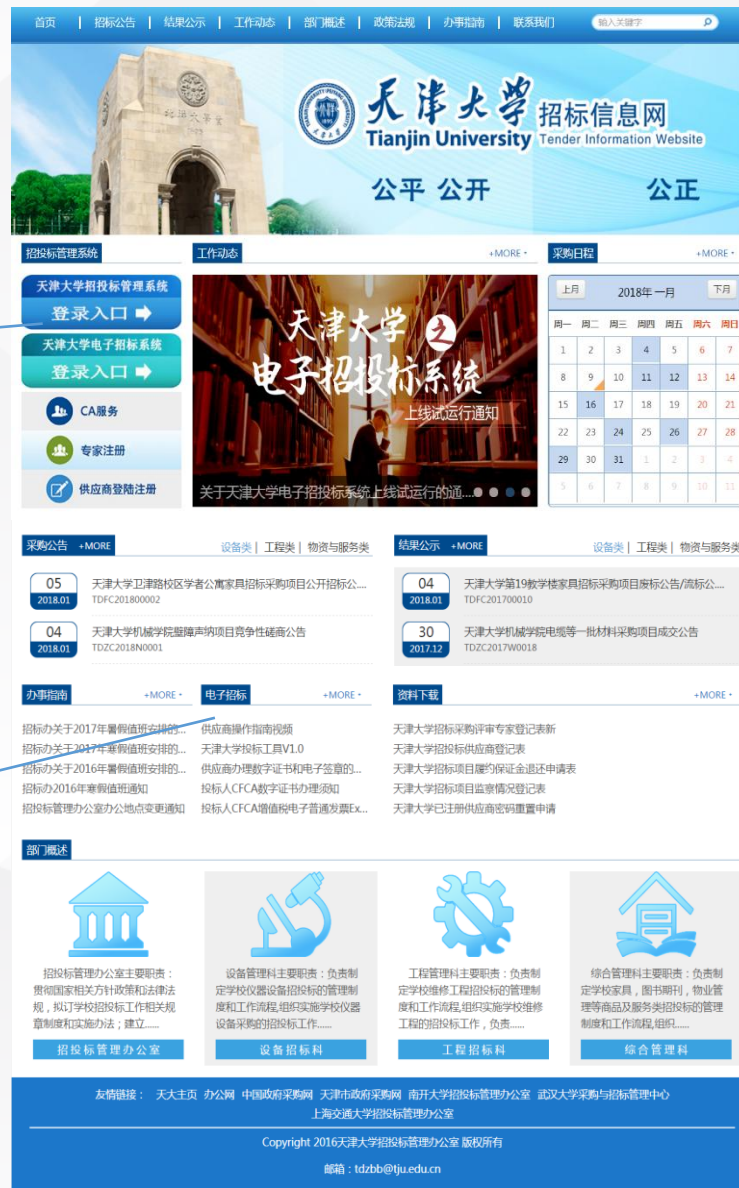 首页 | 招标公告 | 结果公示 | 工作动态 | 部门概述 | 政策法规 | 办事指南 | 联系我们
输入关键字
天津大学 招标信息网
Tianjin University Tender Information Website
公平 公开 公正
招投标管理系统
天津大学招投标管理系统
登录入口
天津大学电子招标系统
登录入口
CA服务
专家注册
供应商登陆注册
工作动态 +MORE
天津大学之
电子招投标系统
上线试运行通知
关于天津大学电子招投标系统上线试运行的通....
采购日程 +MORE
上月 2018年 一月 下月
周一 周二 周三 周四 周五 周六 周日
1 2 3 4 5 6 7
8 9 10 11 12 13 14
15 16 17 18 19 20 21
22 23 24 25 26 27 28
29 30 31 1 2 3 4
5 6 7 8 9 10 11
采购公告 +MORE 设备类 | 工程类 | 物资与服务类
05
2018.01
天津大学卫津路校区学者公寓家具招标采购项目公开招标公....
TDFC201800002
04
2018.01
天津大学机械学院壁障声纳项目竞争性磋商公告
TDZC2018N0001
结果公示 +MORE 设备类 | 工程类 | 物资与服务类
04
2018.01
天津大学第19教学楼家具招标采购项目废标公告/流标公....
TDFC201700010
30
2017.12
天津大学机械学院电缆等一批材料采购项目成交公告
TDZC2017W0018
办事指南 +MORE
招标办关于2017年暑假值班安排的...
招标办关于2017年寒假值班安排的...
招标办关于2016年暑假值班安排的...
招标办2016年寒假值班通知
招投标管理办公室办公地点变更通知
电子招标 +MORE
供应商操作指南视频
天津大学投标工具V1.0
供应商办理数字证书和电子签章的...
投标人CFCA数字证书办理须知
投标人CFCA增值税电子普通发票Ex...
资料下载 +MORE
天津大学招标采购评审专家登记表新
天津大学招投标供应商登记表
天津大学招标项目履约保证金退还申请表
天津大学招标项目监察情况登记表
天津大学已注册供应商密码重置申请
部门概述
招投标管理办公室主要职责：
贯彻国家相关方针政策和法律法
规，拟订学校招投标工作相关规
章制度和实施办法；建立......
招投标管理办公室
设备管理科主要职责：负责制
定学校仪器设备招投标的管理制
度和工作流程,组织实施学校仪器
设备采购的招投标工作......
设备招标科
工程管理科主要职责：负责制
定学校维修工程招投标的管理制
度和工作流程,组织实施学校维修
工程的招投标工作，负责......
工程招标科
综合管理科主要职责：负责制
定学校家具，图书期刊，物业管
理等商品及服务类招投标的管理
制度和工作流程,组织......
综合管理科
友情链接： 天大主页 办公网 中国政府采购网 天津市政府采购网 南开大学招投标管理办公室 武汉大学采购与招标管理中心
上海交通大学招投标管理办公室
Copyright 2016天津大学招投标管理办公室 版权所有
邮箱：tdzbb@tju.edu.cn